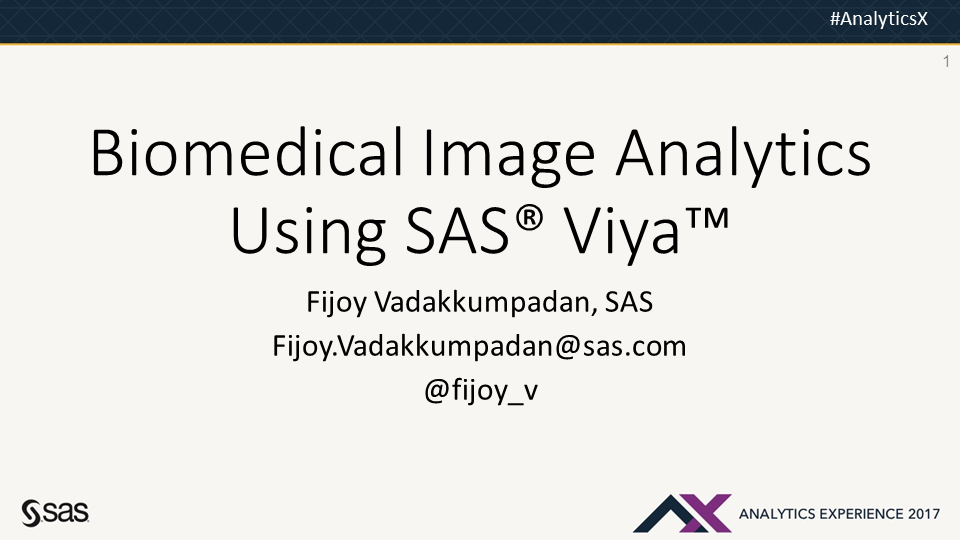 #AnalyticsX
1
Biomedical Image Analytics
Using SAS® Viya™
Fijoy Vadakkumpadan, SAS
Fijoy.Vadakkumpadan@sas.com
@fijoy_v
sas
AX ANALYTICS EXPERIENCE 2017